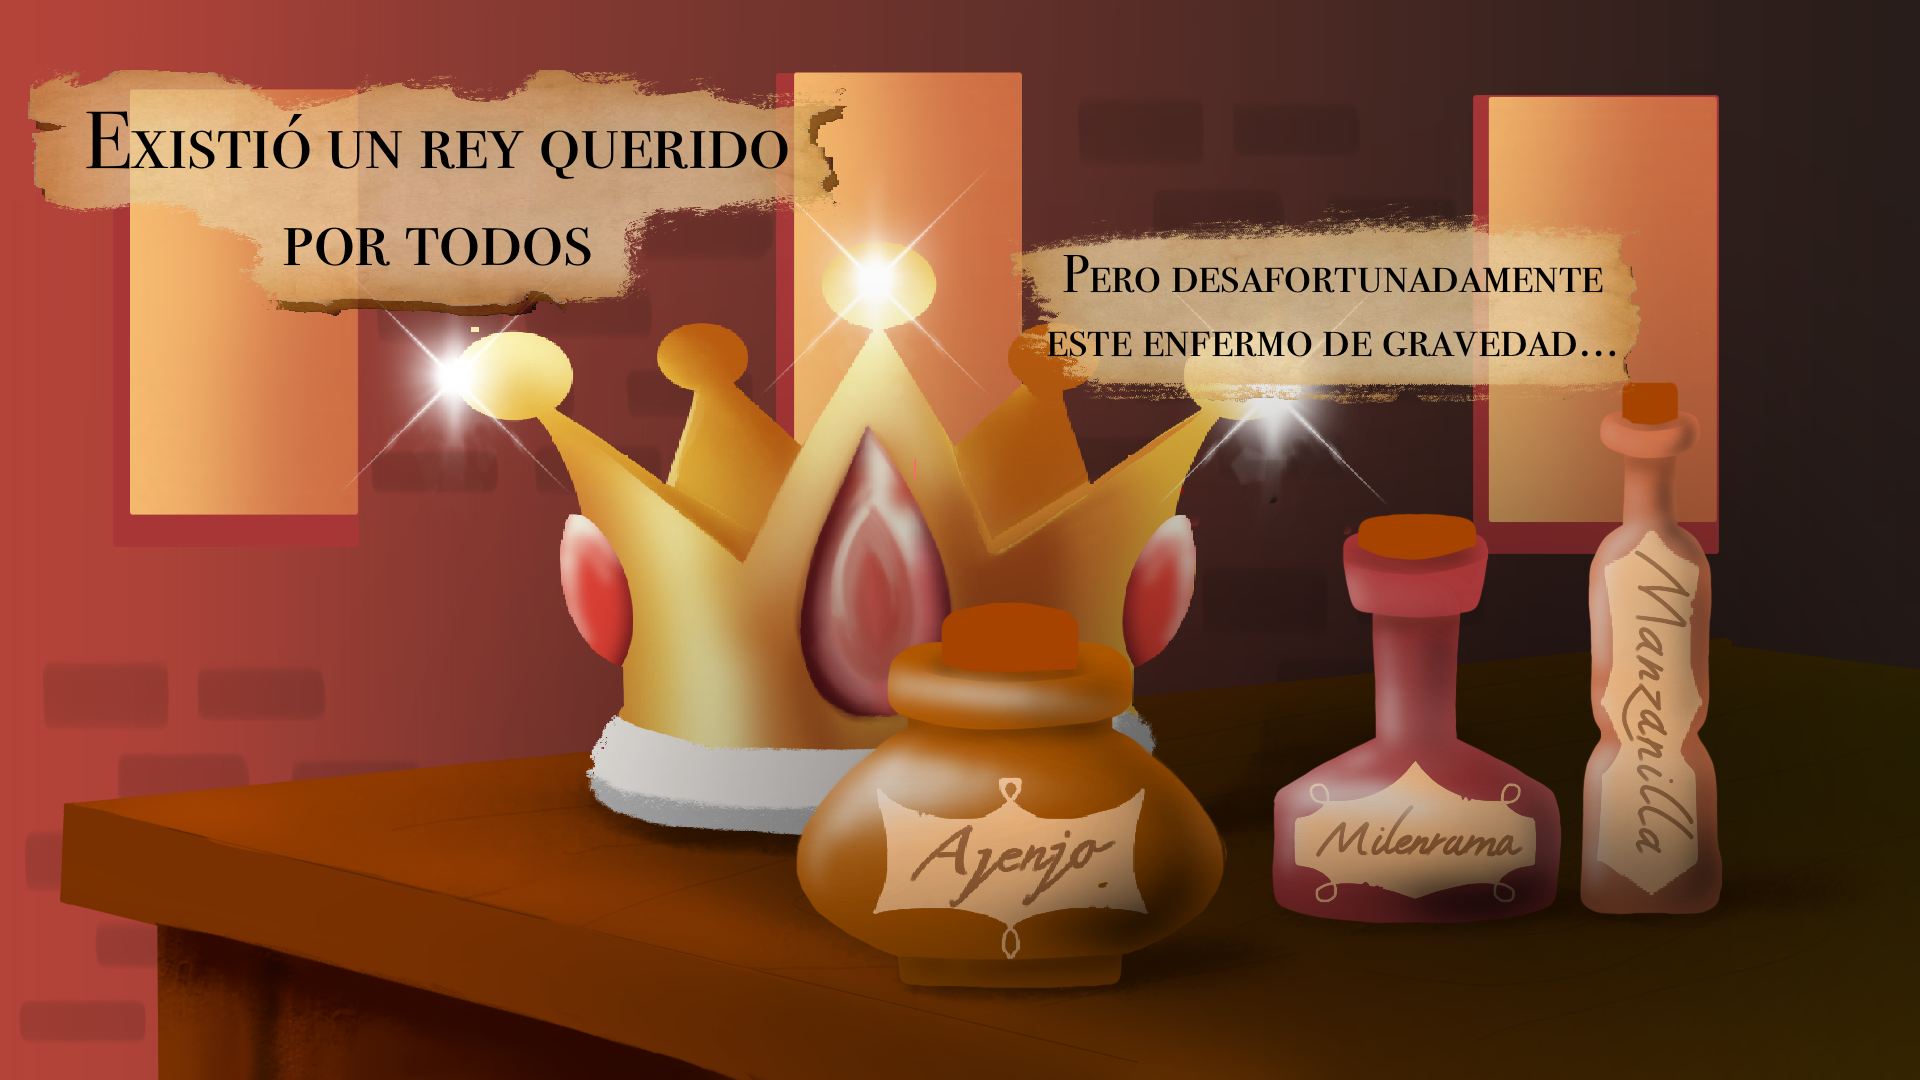 Existió un rey querido
por todos
Pero desafortunadamente
este enfermo de gravedad...
Ajenjo
Milenrama
Manzanilla